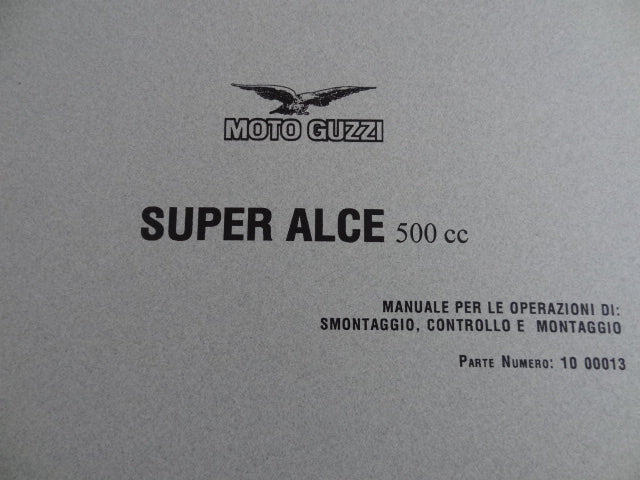 MOTO GUZZI
SUPER ALCE 500 cc
MANUALE PER LE OPERAZIONI DI:
SMONTAGGIO, CONTROLLO E MONTAGGIO
PARTE NUMERO: 10 00013